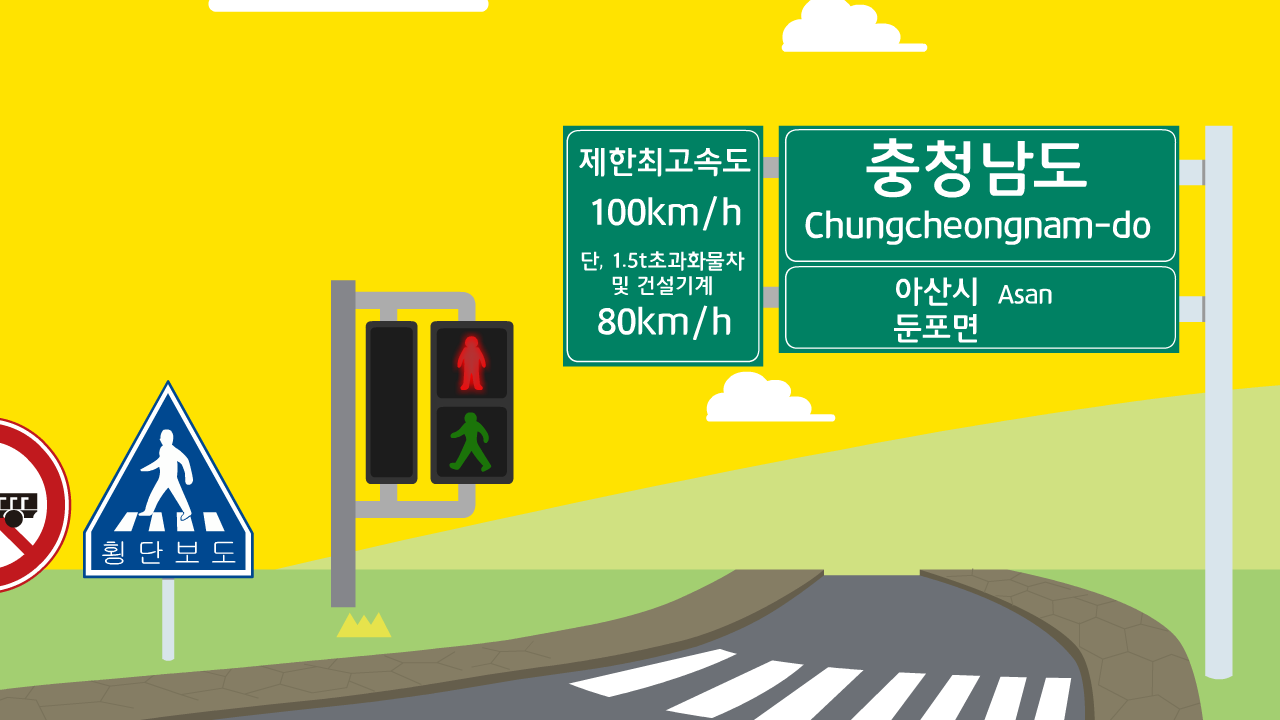 제한최고속도
100km/h
단, 1.5t초과화물차
및 건설기계
80km/h
충청남도
Chungcheongnam-do
아산시 Asan
둔포면
횡단보도